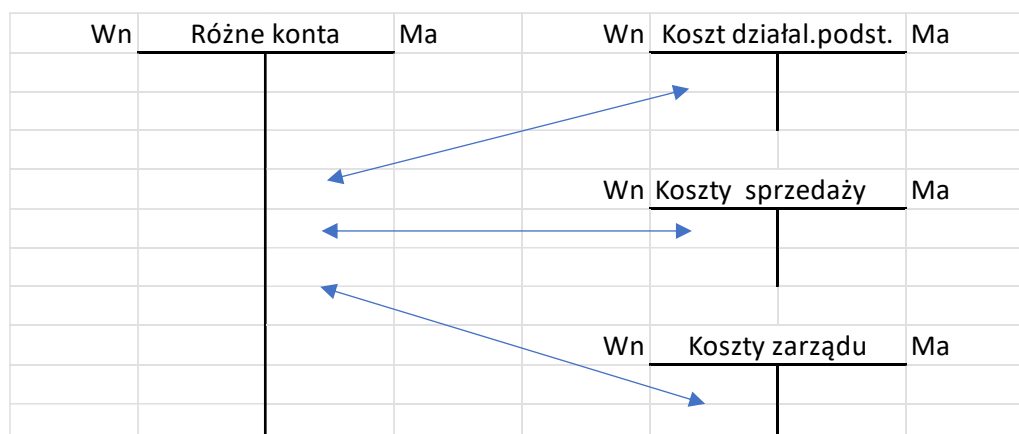 Wn Różne konta Ma Wn Koszt działal.podst. Ma
Wn Koszty sprzedaży Ma
Wn Koszty zarządu Ma